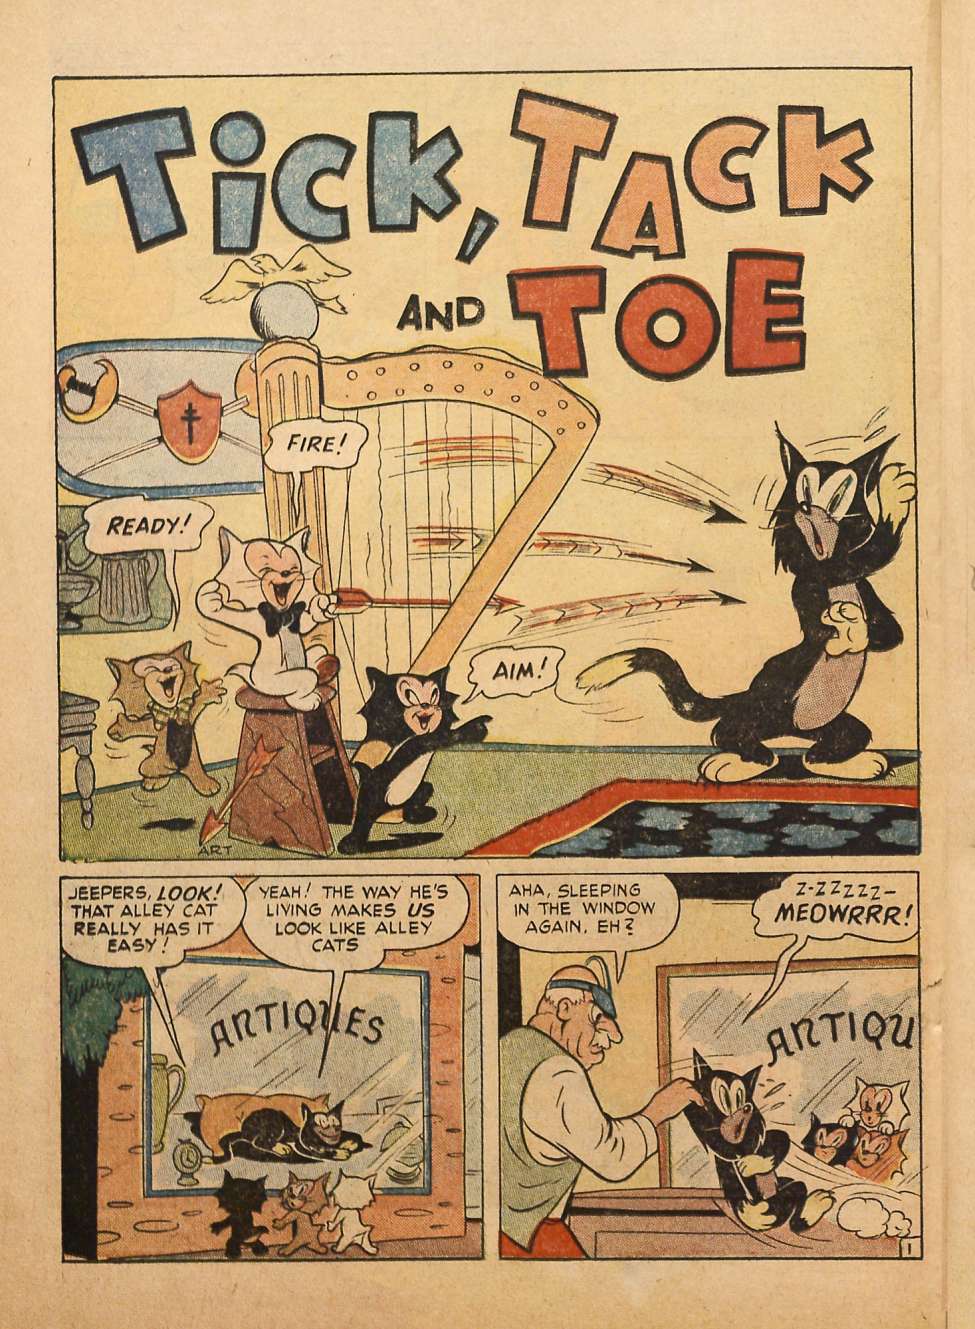 TiCK, TACK
AND TOE
FIRE!
READY!
AIM!
ART
JEEPERS, LOOK!
THAT ALLEY CAT
REALLY HAS IT
EASY!
YEAH! THE WAY HE'S
LIVING MAKES US
LOOK LIKE ALLEY
CATS
ANTIQUES
AHA, SLEEPING
IN THE WINDOW
AGAIN, EH?
Z-ZZZZZ-
MEOWRRR!
ANTIQU
1